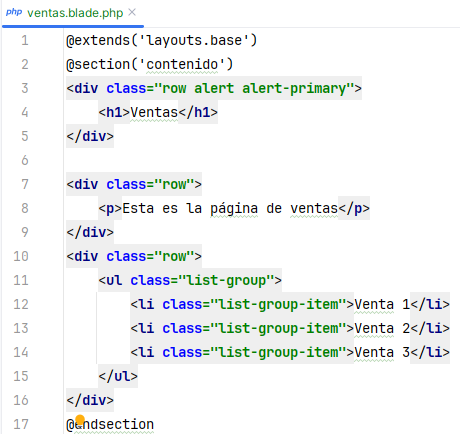 php ventas.blade.php ×
1 @extends('layouts.base')
2 @section('contenido')
3 <div class="row alert alert-primary">
4     <h1>Ventas</h1>
5 </div>
6
7 <div class="row">
8     <p>Esta es la página de ventas</p>
9 </div>
10 <div class="row">
11     <ul class="list-group">
12         <li class="list-group-item">Venta 1</li>
13         <li class="list-group-item">Venta 2</li>
14         <li class="list-group-item">Venta 3</li>
15     </ul>
16 </div>
17 @endsection